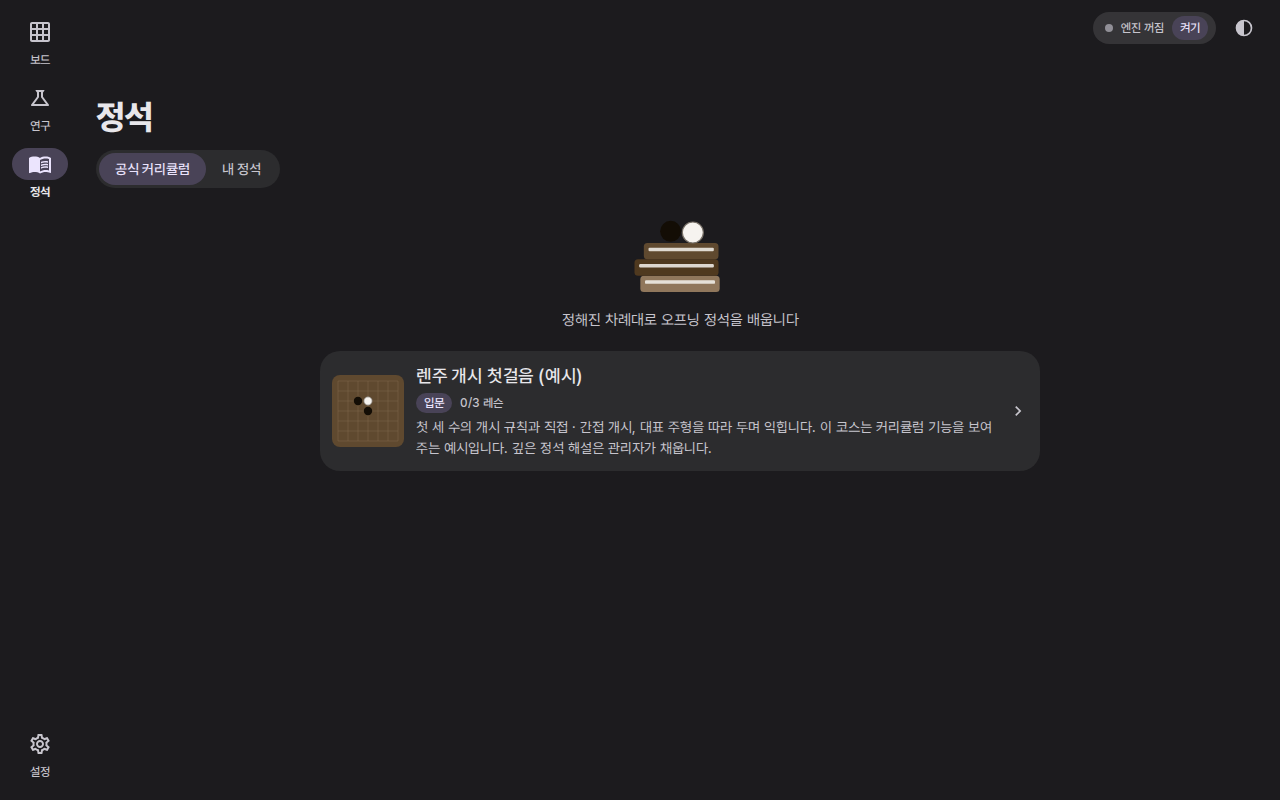 보드
연구
정석
설정
엔진 꺼짐
켜기
정석
공식 커리큘럼
내 정석
정해진 차례대로 오프닝 정석을 배웁니다
렌주 개시 첫걸음 (예시)
입문 0/3 레슨
첫 세 수의 개시 규칙과 직접 · 간접 개시, 대표 주형을 따라 두며 익힙니다. 이 코스는 커리큘럼 기능을 보여
주는 예시입니다. 깊은 정석 해설은 관리자가 채웁니다.